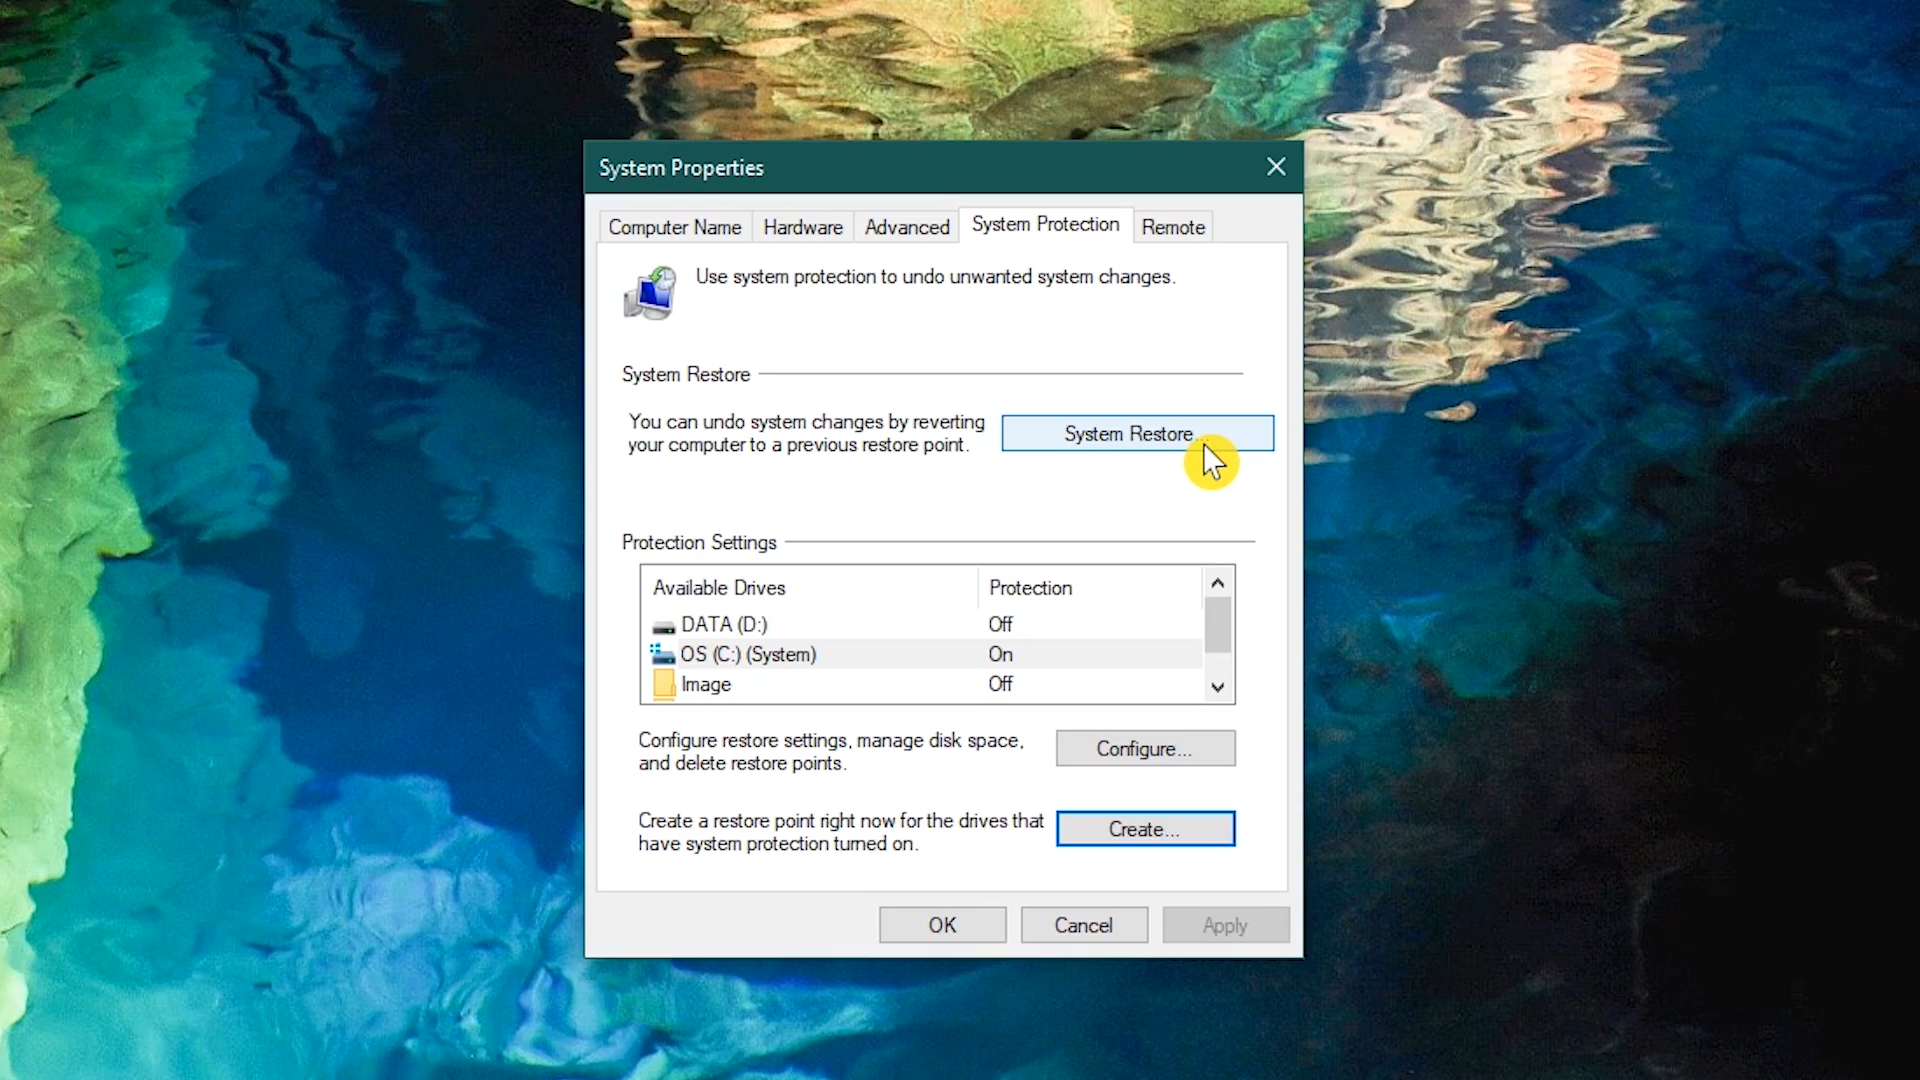 System Properties
Computer Name Hardware Advanced System Protection Remote
Use system protection to undo unwanted system changes.
System Restore
You can undo system changes by reverting
your computer to a previous restore point.
System Restore...
Protection Settings
Available Drives Protection
DATA (D:) Off
OS (C:) (System) On
Image Off
Configure restore settings, manage disk space,
and delete restore points.
Configure...
Create a restore point right now for the drives that
have system protection turned on.
Create...
OK Cancel Apply